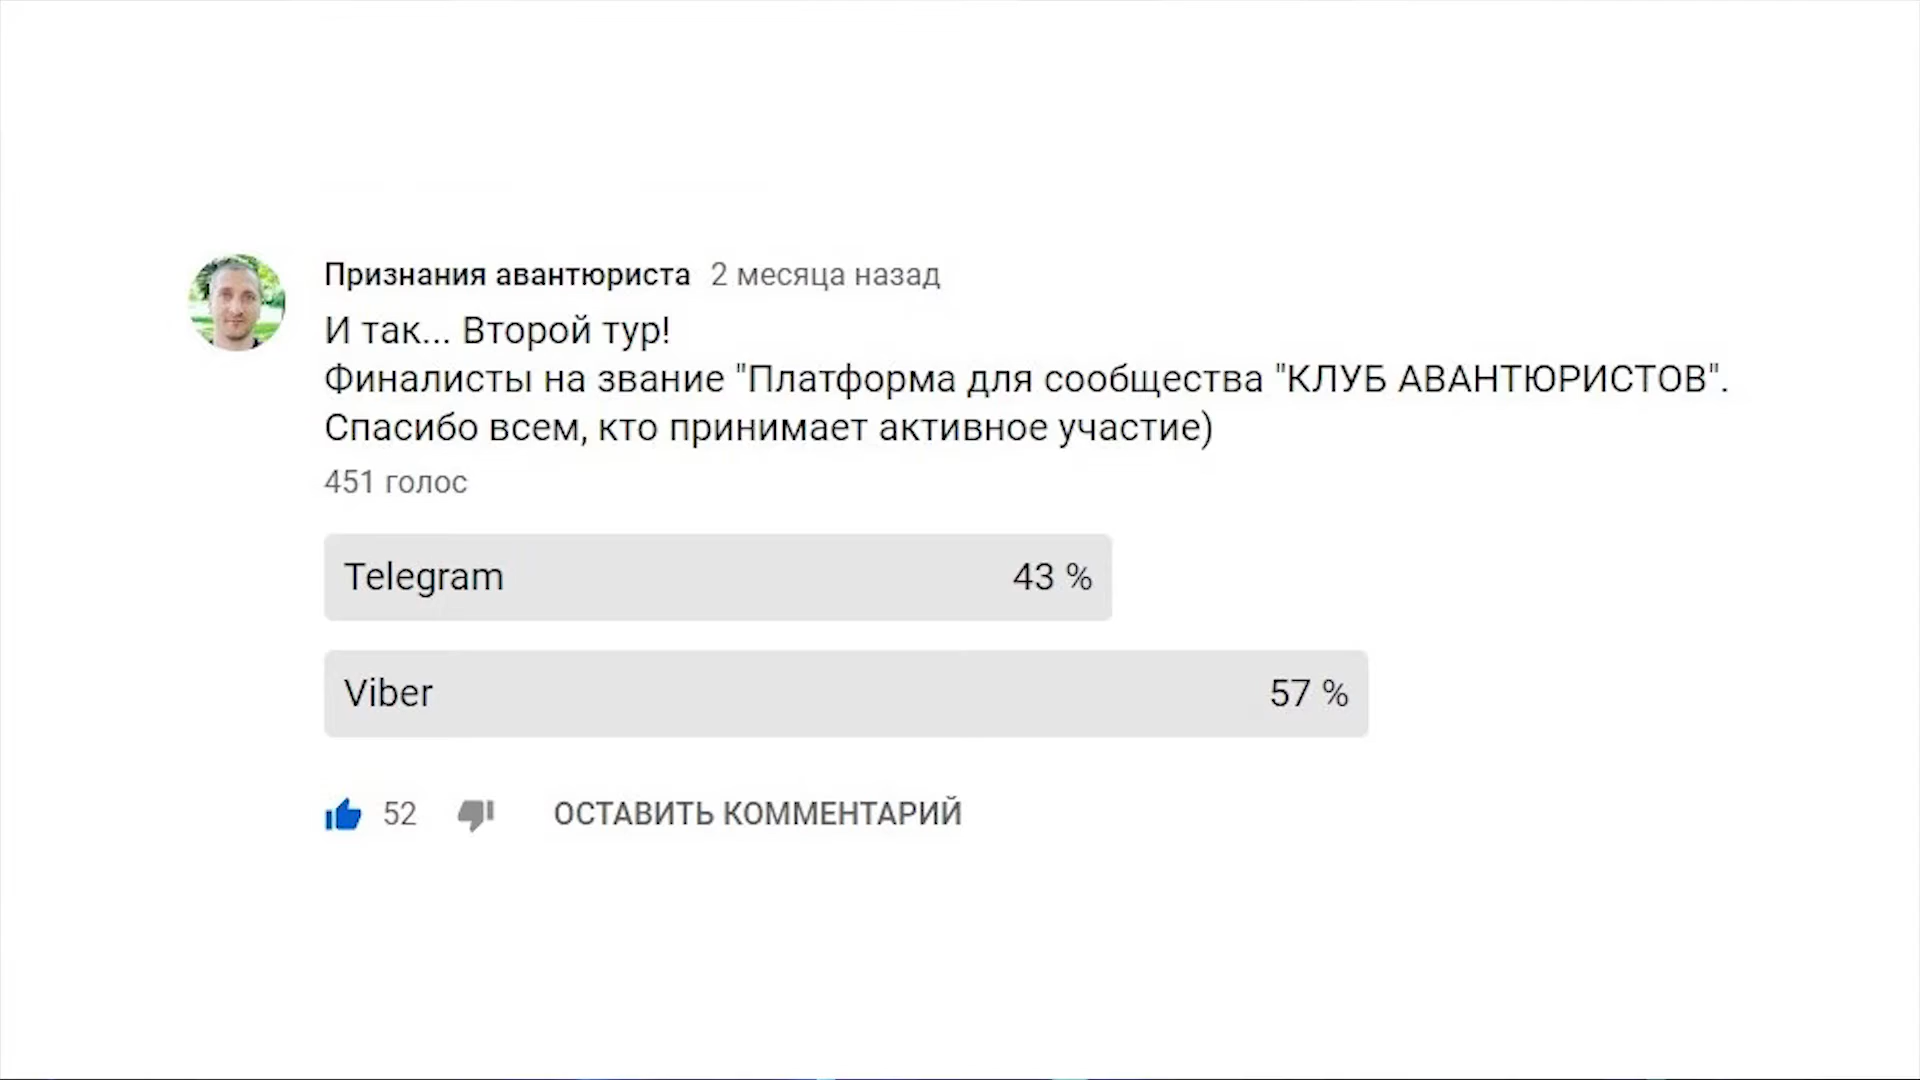 Признания авантюриста 2 месяца назад
И так... Второй тур!
Финалисты на звание "Платформа для сообщества "КЛУБ АВАНТЮРИСТОВ".
Спасибо всем, кто принимает активное участие)
451 голос
Telegram 43 %
Viber 57 %
52 ОСТАВИТЬ КОММЕНТАРИЙ